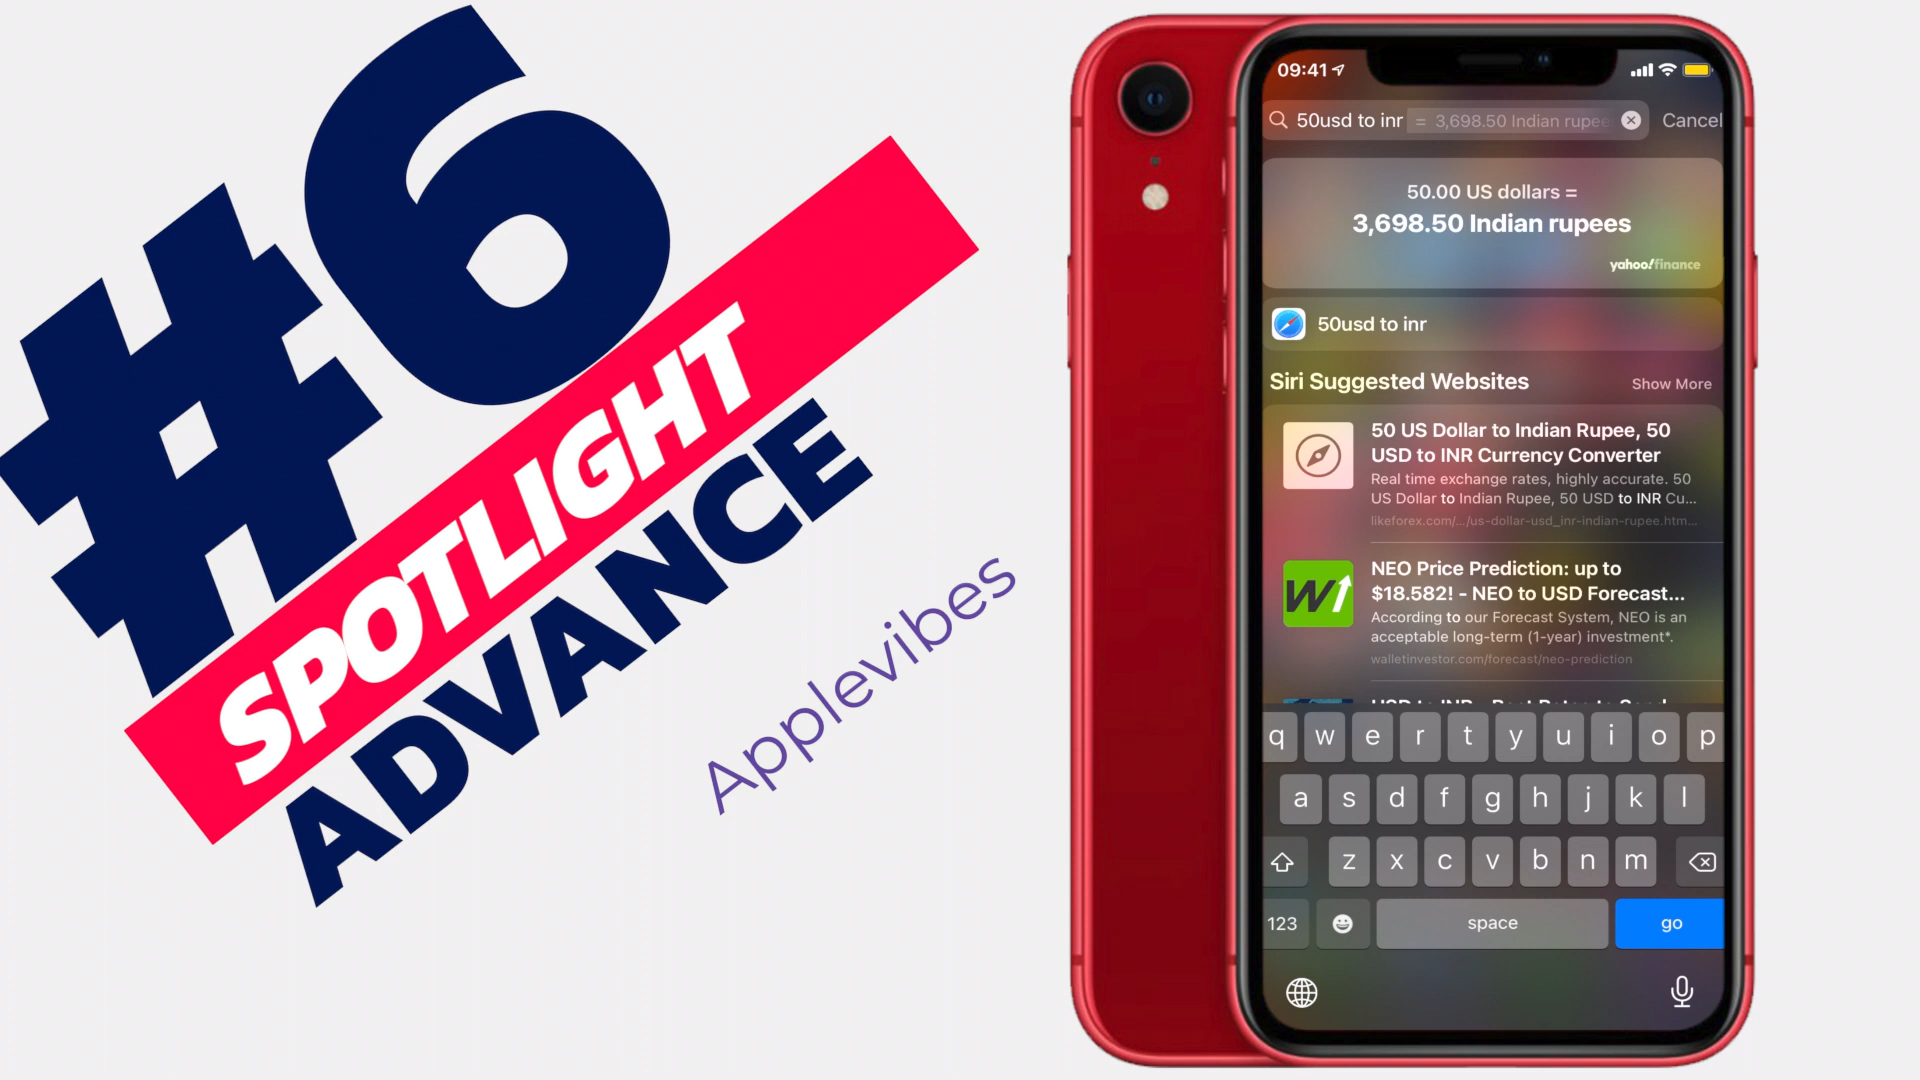 #6
SPOTLIGHT
ADVANCE
Applevibes
09:41
50usd to inr = 3,698.50 Indian rupee
Cancel
50.00 US dollars =
3,698.50 Indian rupees
yahoo!finance
50usd to inr
Siri Suggested Websites
Show More
50 US Dollar to Indian Rupee, 50
USD to INR Currency Converter
Real time exchange rates, highly accurate. 50
US Dollar to Indian Rupee, 50 USD to INR Cu...
likeforex.com/.../us-dollar-usd_inr-indian-rupee.htm...
W1
NEO Price Prediction: up to
$18.582! - NEO to USD Forecast...
According to our Forecast System, NEO is an
acceptable long-term (1-year) investment*.
walletinvestor.com/forecast/neo-prediction
q w e r t y u i o p
a s d f g h j k l
z x c v b n m
123 space go